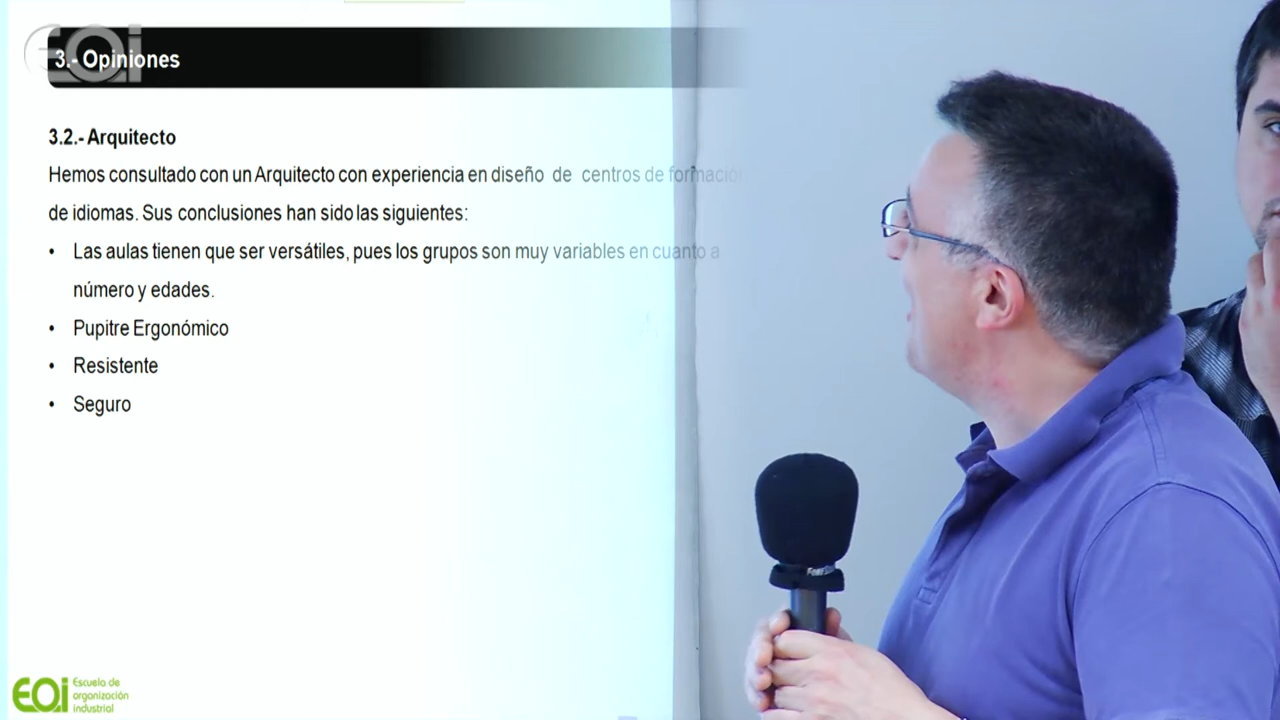 EOi
3.- Opiniones
3.2.- Arquitecto
Hemos consultado con un Arquitecto con experiencia en diseño de centros de formación
de idiomas. Sus conclusiones han sido las siguientes:
• Las aulas tienen que ser versátiles, pues los grupos son muy variables en cuanto a
número y edades.
• Pupitre Ergonómico
• Resistente
• Seguro
EOi Escuela de
organización
industrial